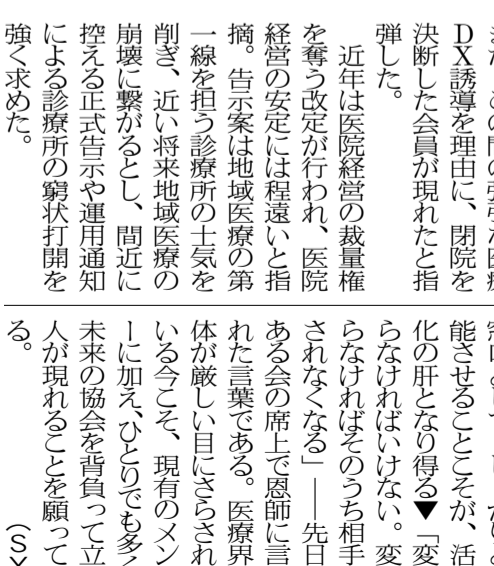 ＤＸ誘導を理由に、閉院を
決断した会員が現れたと指
弾した。
近年は医院経営の裁量権
を奪う改定が行われ、医院
経営の安定には程遠いと指
摘。告示案は地域医療の第
一線を担う診療所の士気を
削ぎ、近い将来地域医療の
崩壊に繋がるとし、間近に
控える正式告示や運用通知
による診療所の窮状打開を
強く求めた。
能させることこそが、活
化の肝となり得る▼「変
らなければいけない。変
らなければそのうち相手
されなくなる」――先日
ある会の席上で恩師に言
れた言葉である。医療界
体が厳しい目にさらされ
いる今こそ、現有のメン
ーに加え、ひとりでも多く
未来の協会を背負って立
人が現れることを願って
る。（ＳＹ